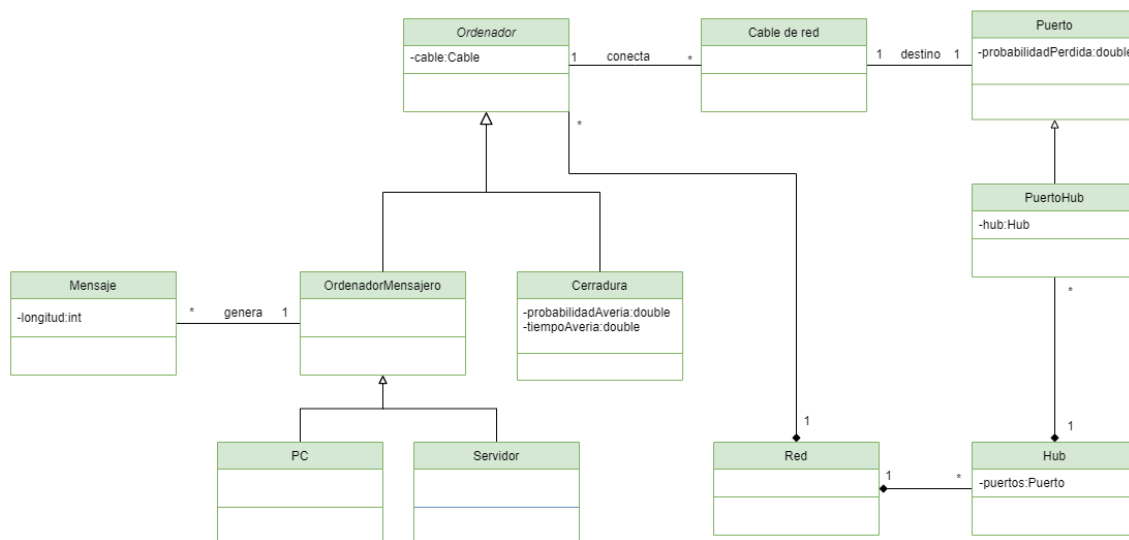 Ordenador
-cable:Cable
1
conecta
*
Cable de red
1
destino
1
Puerto
-probabilidadPerdida:double
*
PuertoHub
-hub:Hub
*
Mensaje
-longitud:int
*
genera
1
OrdenadorMensajero
Cerradura
-probabilidadAveria:double
-tiempoAveria:double
1
1
PC
Servidor
Red
1
*
Hub
-puertos:Puerto